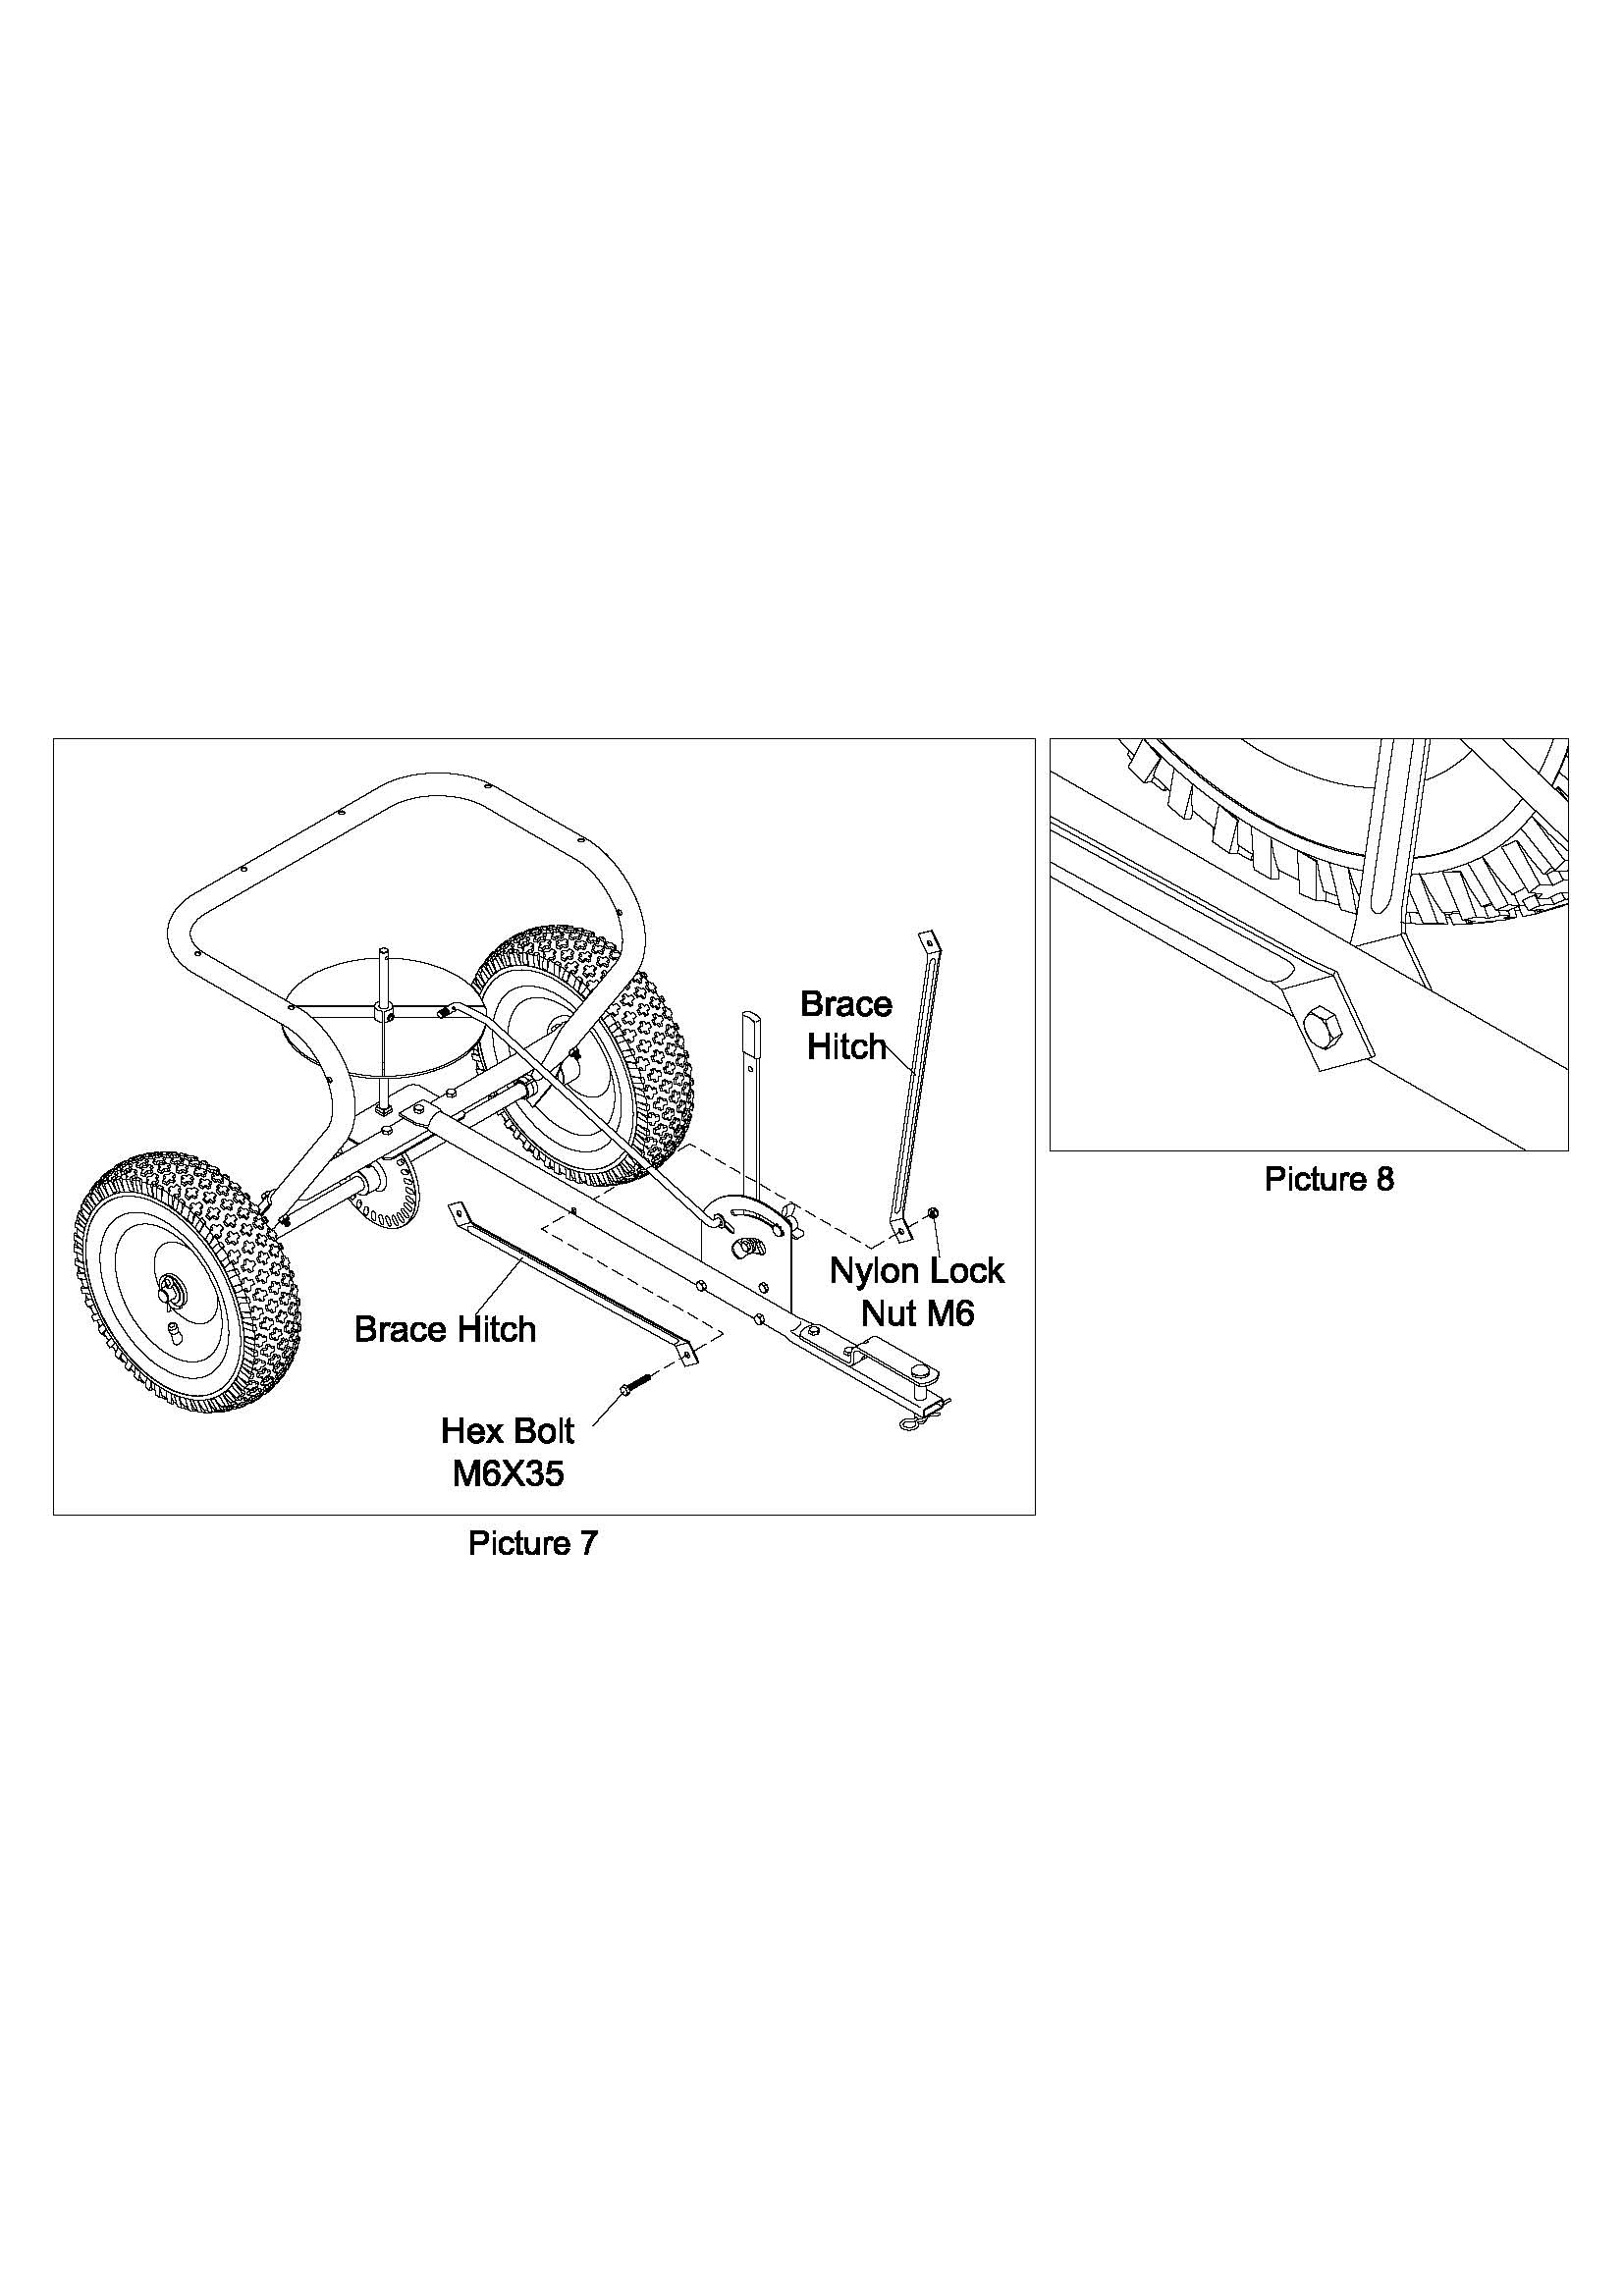 Brace
Hitch
Nylon Lock
Nut M6
Brace Hitch
Hex Bolt
M6X35
Picture 7
Picture 8